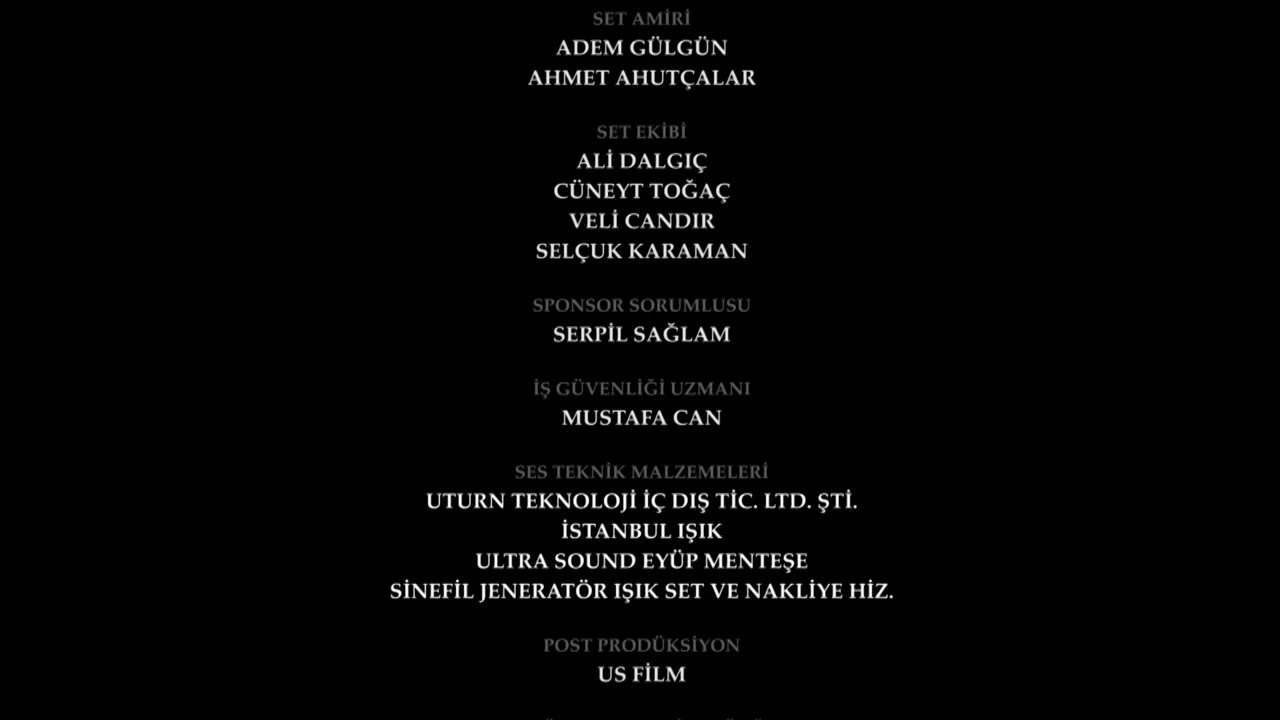 SET AMİRİ
ADEM GÜLGÜN
AHMET AHUTÇALAR
SET EKİBİ
ALİ DALGIÇ
CÜNEYT TOĞAÇ
VELİ CANDIR
SELÇUK KARAMAN
SPONSOR SORUMLUSU
SERPİL SAĞLAM
İŞ GÜVENLİĞİ UZMANI
MUSTAFA CAN
SES TEKNİK MALZEMELERİ
UTURN TEKNOLOJİ İÇ DIŞ TİC. LTD. ŞTİ.
İSTANBUL IŞIK
ULTRA SOUND EYÜP MENTEŞE
SİNEFİL JENERATÖR IŞIK SET VE NAKLİYE HİZ.
POST PRODÜKSİYON
US FİLM